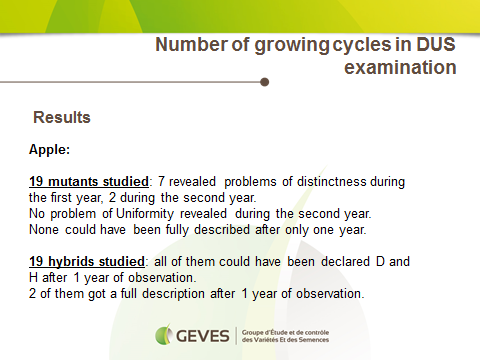 Number of growing cycles in DUS
examination
Results
Apple:
19 mutants studied: 7 revealed problems of distinctness during
the first year, 2 during the second year.
No problem of Uniformity revealed during the second year.
None could have been fully described after only one year.
19 hybrids studied: all of them could have been declared D and
H after 1 year of observation.
2 of them got a full description after 1 year of observation.
GEVES
Groupe d'Étude et de contrôle
des Variétés Et des Semences